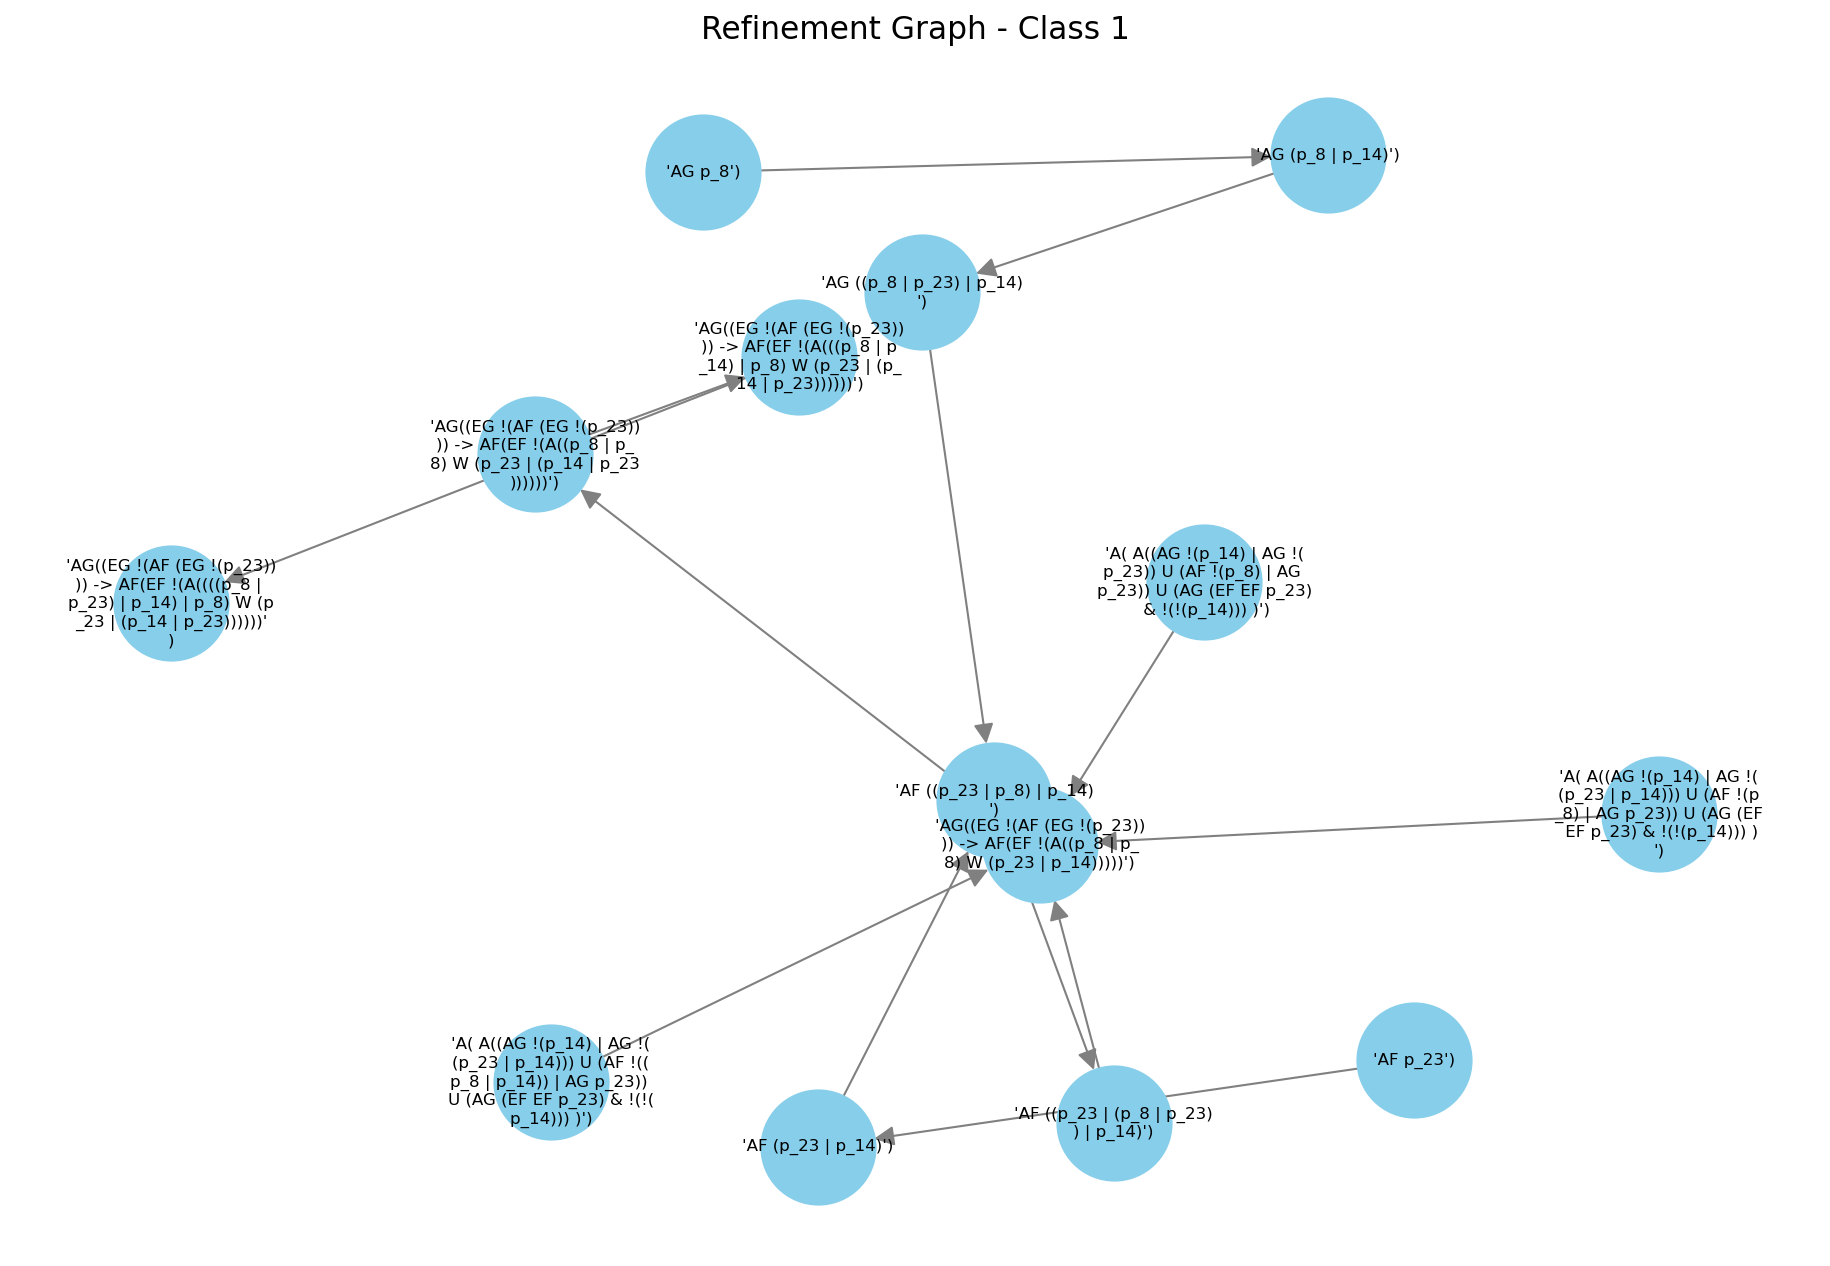 Refinement Graph - Class 1
'AG p_8')
'AG (p_8 | p_14)')
'AG ((p_8 | p_23) | p_14)
')
'AG((EG !(AF (EG !(p_23))
)) -> AF(EF !(A(((p_8 | p
_14) | p_8) W (p_23 | (p_
14 | p_23))))))')
'AG((EG !(AF (EG !(p_23))
)) -> AF(EF !(A((p_8 | p_
8) W (p_23 | (p_14 | p_23
))))))')
'AG((EG !(AF (EG !(p_23))
)) -> AF(EF !(A((((p_8 |
p_23) | p_14) | p_8) W (p
_23 | (p_14 | p_23))))))'
)
'A( A((AG !(p_14) | AG !(
p_23)) U (AF !(p_8) | AG
p_23)) U (AG (EF EF p_23)
& !(!(p_14))) )')
'AF ((p_23 | p_8) | p_14)
')
'AG((EG !(AF (EG !(p_23))
)) -> AF(EF !(A((p_8 | p_
8) W (p_23 | p_14)))))')
'A( A((AG !(p_14) | AG !(
(p_23 | p_14))) U (AF !(p
_8) | AG p_23)) U (AG (EF
EF p_23) & !(!(p_14))) )
')
'A( A((AG !(p_14) | AG !(
(p_23 | p_14))) U (AF !((
p_8 | p_14)) | AG p_23))
U (AG (EF EF p_23) & !(!(
p_14))) )')
'AF p_23')
'AF ((p_23 | (p_8 | p_23)
) | p_14)')
'AF (p_23 | p_14)')